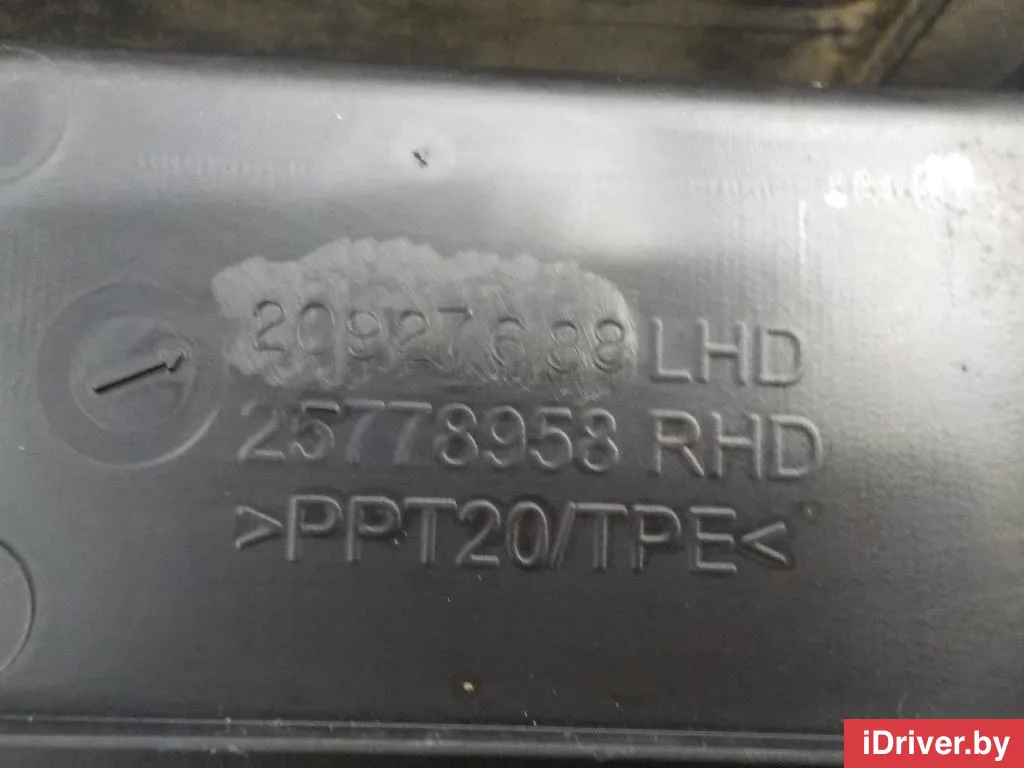 20927688 LHD
25778958 RHD
>PPT20/TPE<
iDriver.by